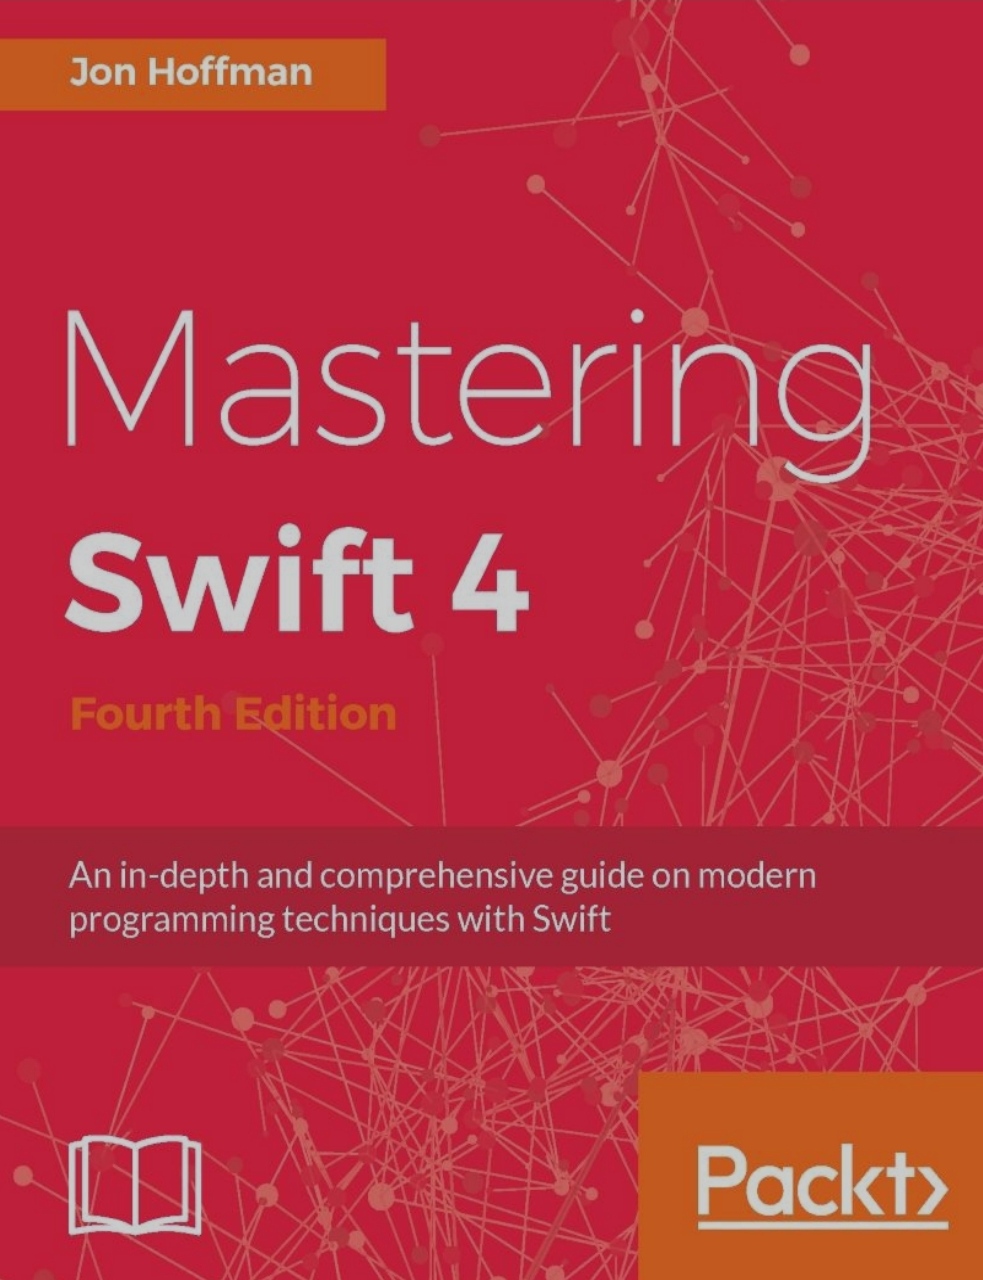 Jon Hoffman
Mastering
Swift 4
Fourth Edition
An in-depth and comprehensive guide on modern
programming techniques with Swift
Packt>